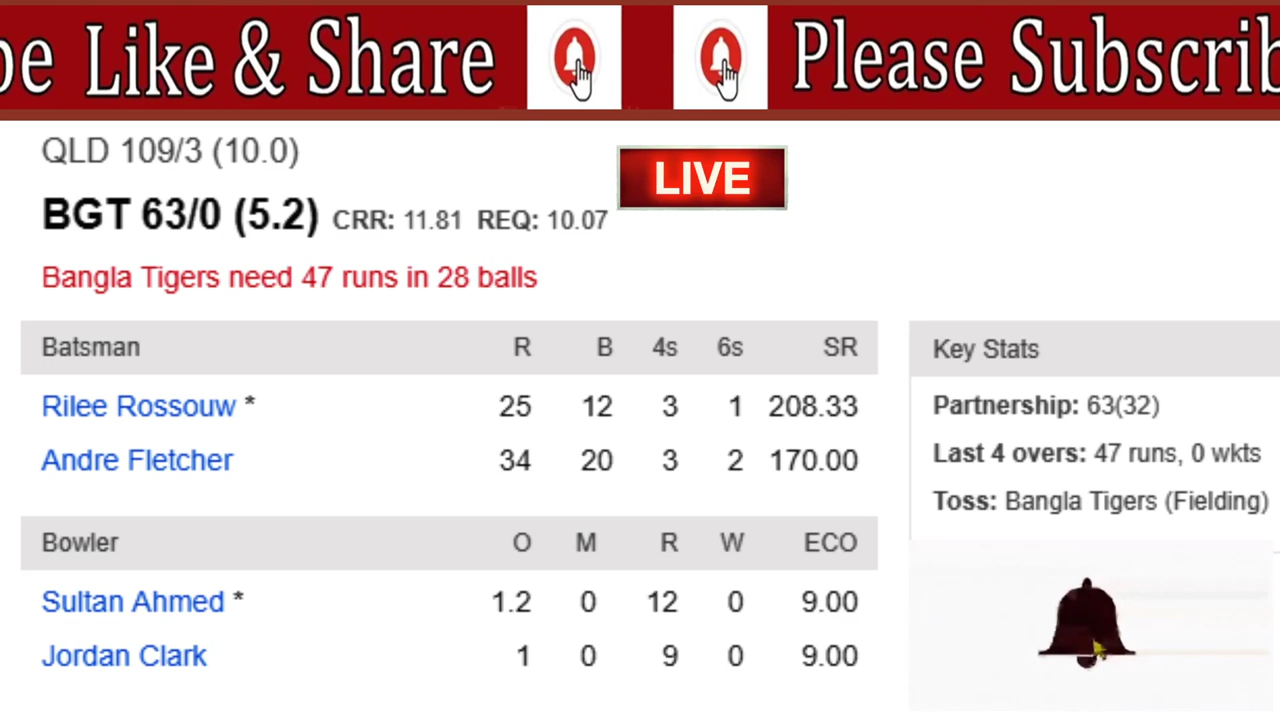 be Like & Share Please Subscrib
QLD 109/3 (10.0)
LIVE
BGT 63/0 (5.2) CRR: 11.81 REQ: 10.07
Bangla Tigers need 47 runs in 28 balls
Batsman R B 4s 6s SR
Rilee Rossouw * 25 12 3 1 208.33
Andre Fletcher 34 20 3 2 170.00
Bowler O M R W ECO
Sultan Ahmed * 1.2 0 12 0 9.00
Jordan Clark 1 0 9 0 9.00
Key Stats
Partnership: 63(32)
Last 4 overs: 47 runs, 0 wkts
Toss: Bangla Tigers (Fielding)